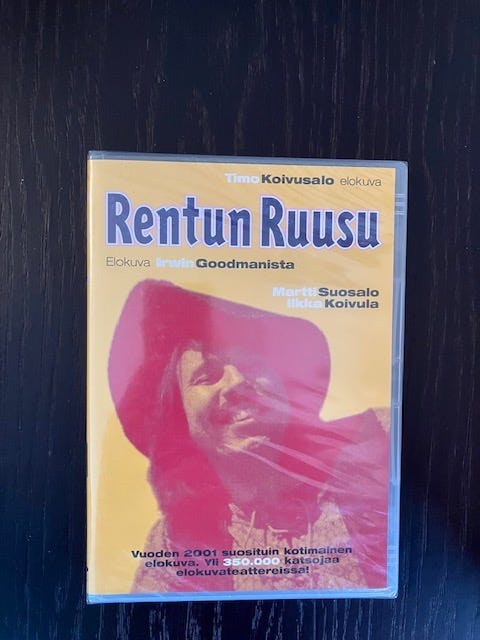 Timo Koivusalo elokuva
Rentun Ruusu
Elokuva Irwin Goodmanista
Martti Suosalo
Ilkka Koivula
Vuoden 2001 suosituin kotimainen
elokuva. Yli 350.000 katsojaa
elokuvateattereissa!